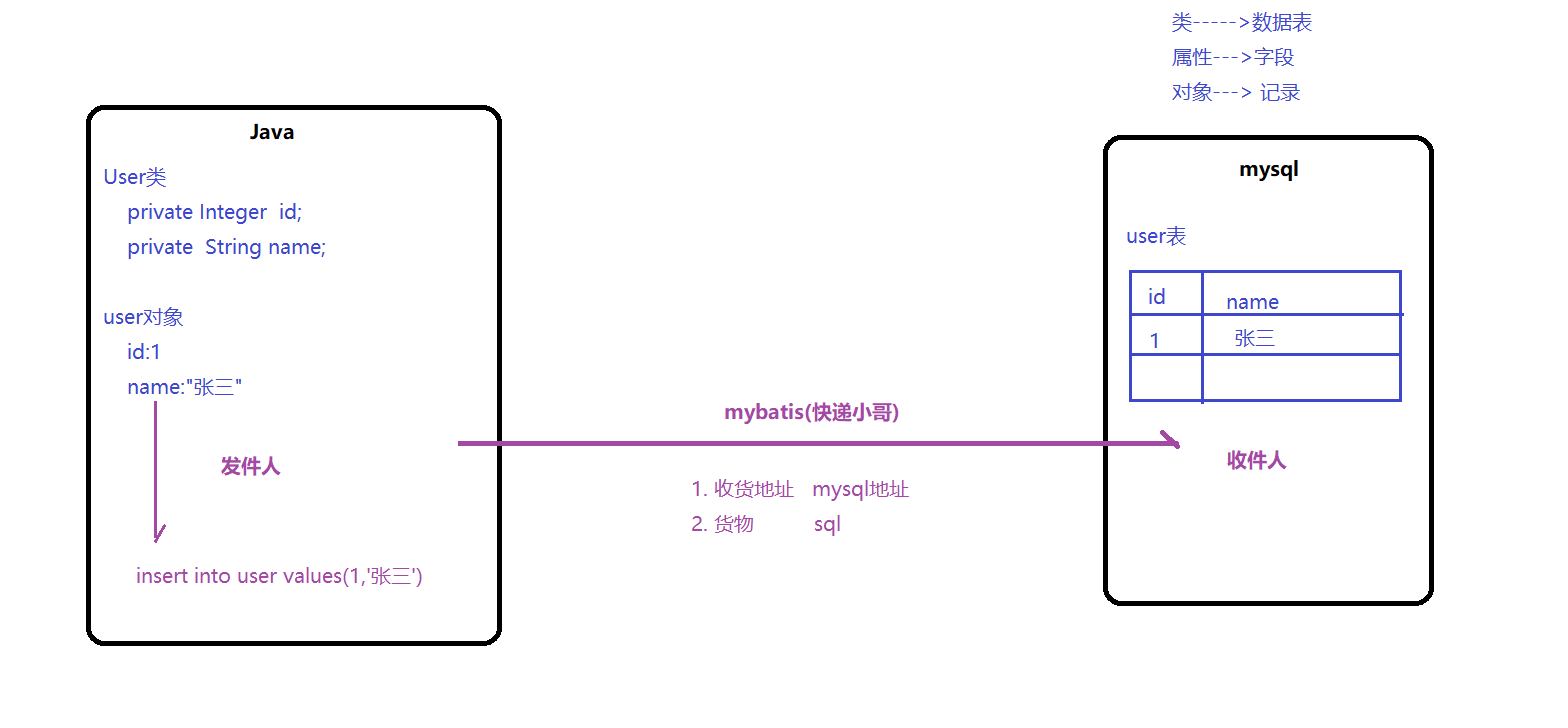 类----->数据表
属性--->字段
对象---> 记录
Java
User类
private Integer  id;
private  String name;
user对象
id:1
name:"张三"
发件人
insert into user values(1,'张三')
mybatis(快递小哥)
1. 收货地址   mysql地址
2. 货物          sql
mysql
user表
id name
1 张三
收件人